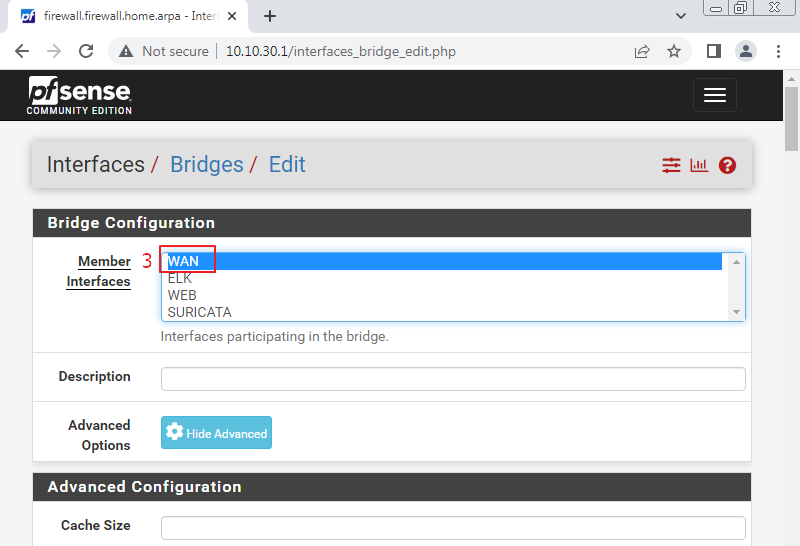 firewall.firewall.home.arpa - Inter
Not secure
10.10.30.1/interfaces_bridge_edit.php
pfsense
COMMUNITY EDITION
Interfaces / Bridges / Edit
Bridge Configuration
Member Interfaces
3
WAN
ELK
WEB
SURICATA
Interfaces participating in the bridge.
Description
Advanced Options
Hide Advanced
Advanced Configuration
Cache Size